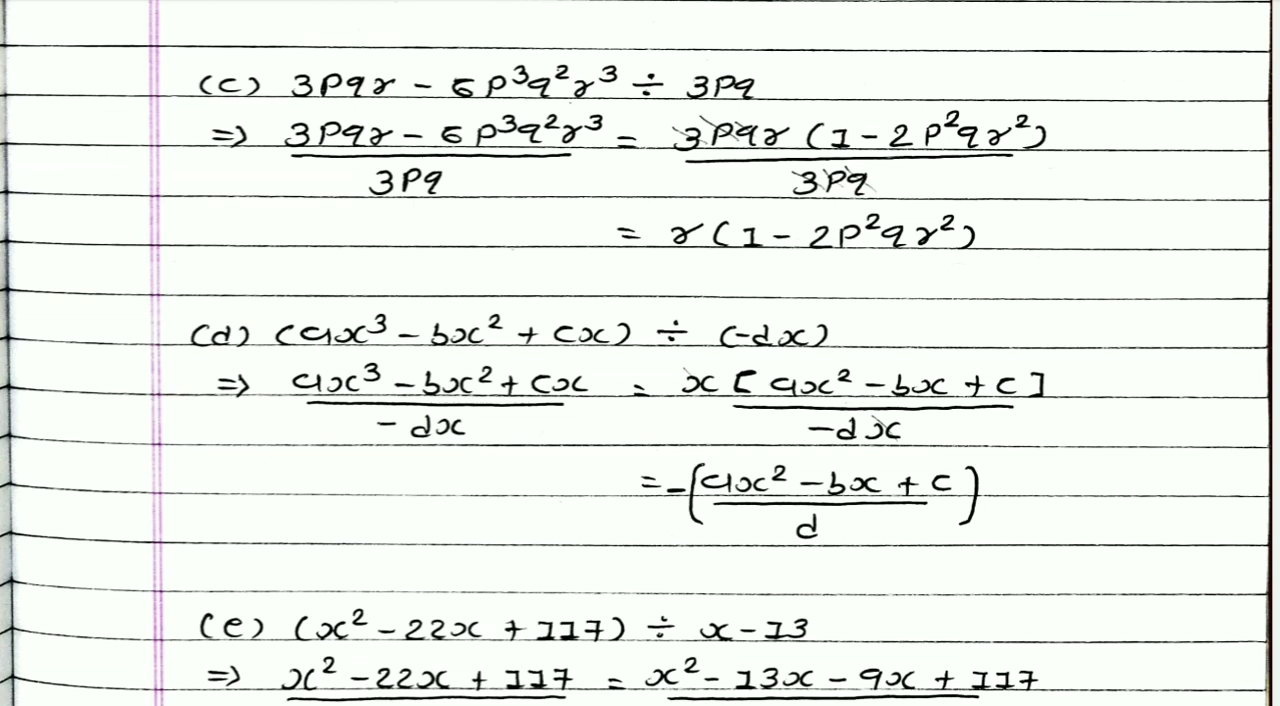 (c) 3pqr - 6p³q²r³ ÷ 3pq
=> 3pqr - 6p³q²r³ / 3pq = 3pqr (1 - 2p²qr²) / 3pq
= r(1 - 2p²qr²)
(d) (ax³ - bx² + cx) ÷ (-dx)
=> ax³ - bx² + cx / -dx = x[ax² - bx + c] / -dx
= -(ax² - bx + c / d)
(e) (x² - 22x + 117) ÷ x - 13
=> x² - 22x + 117 = x² - 13x - 9x + 117